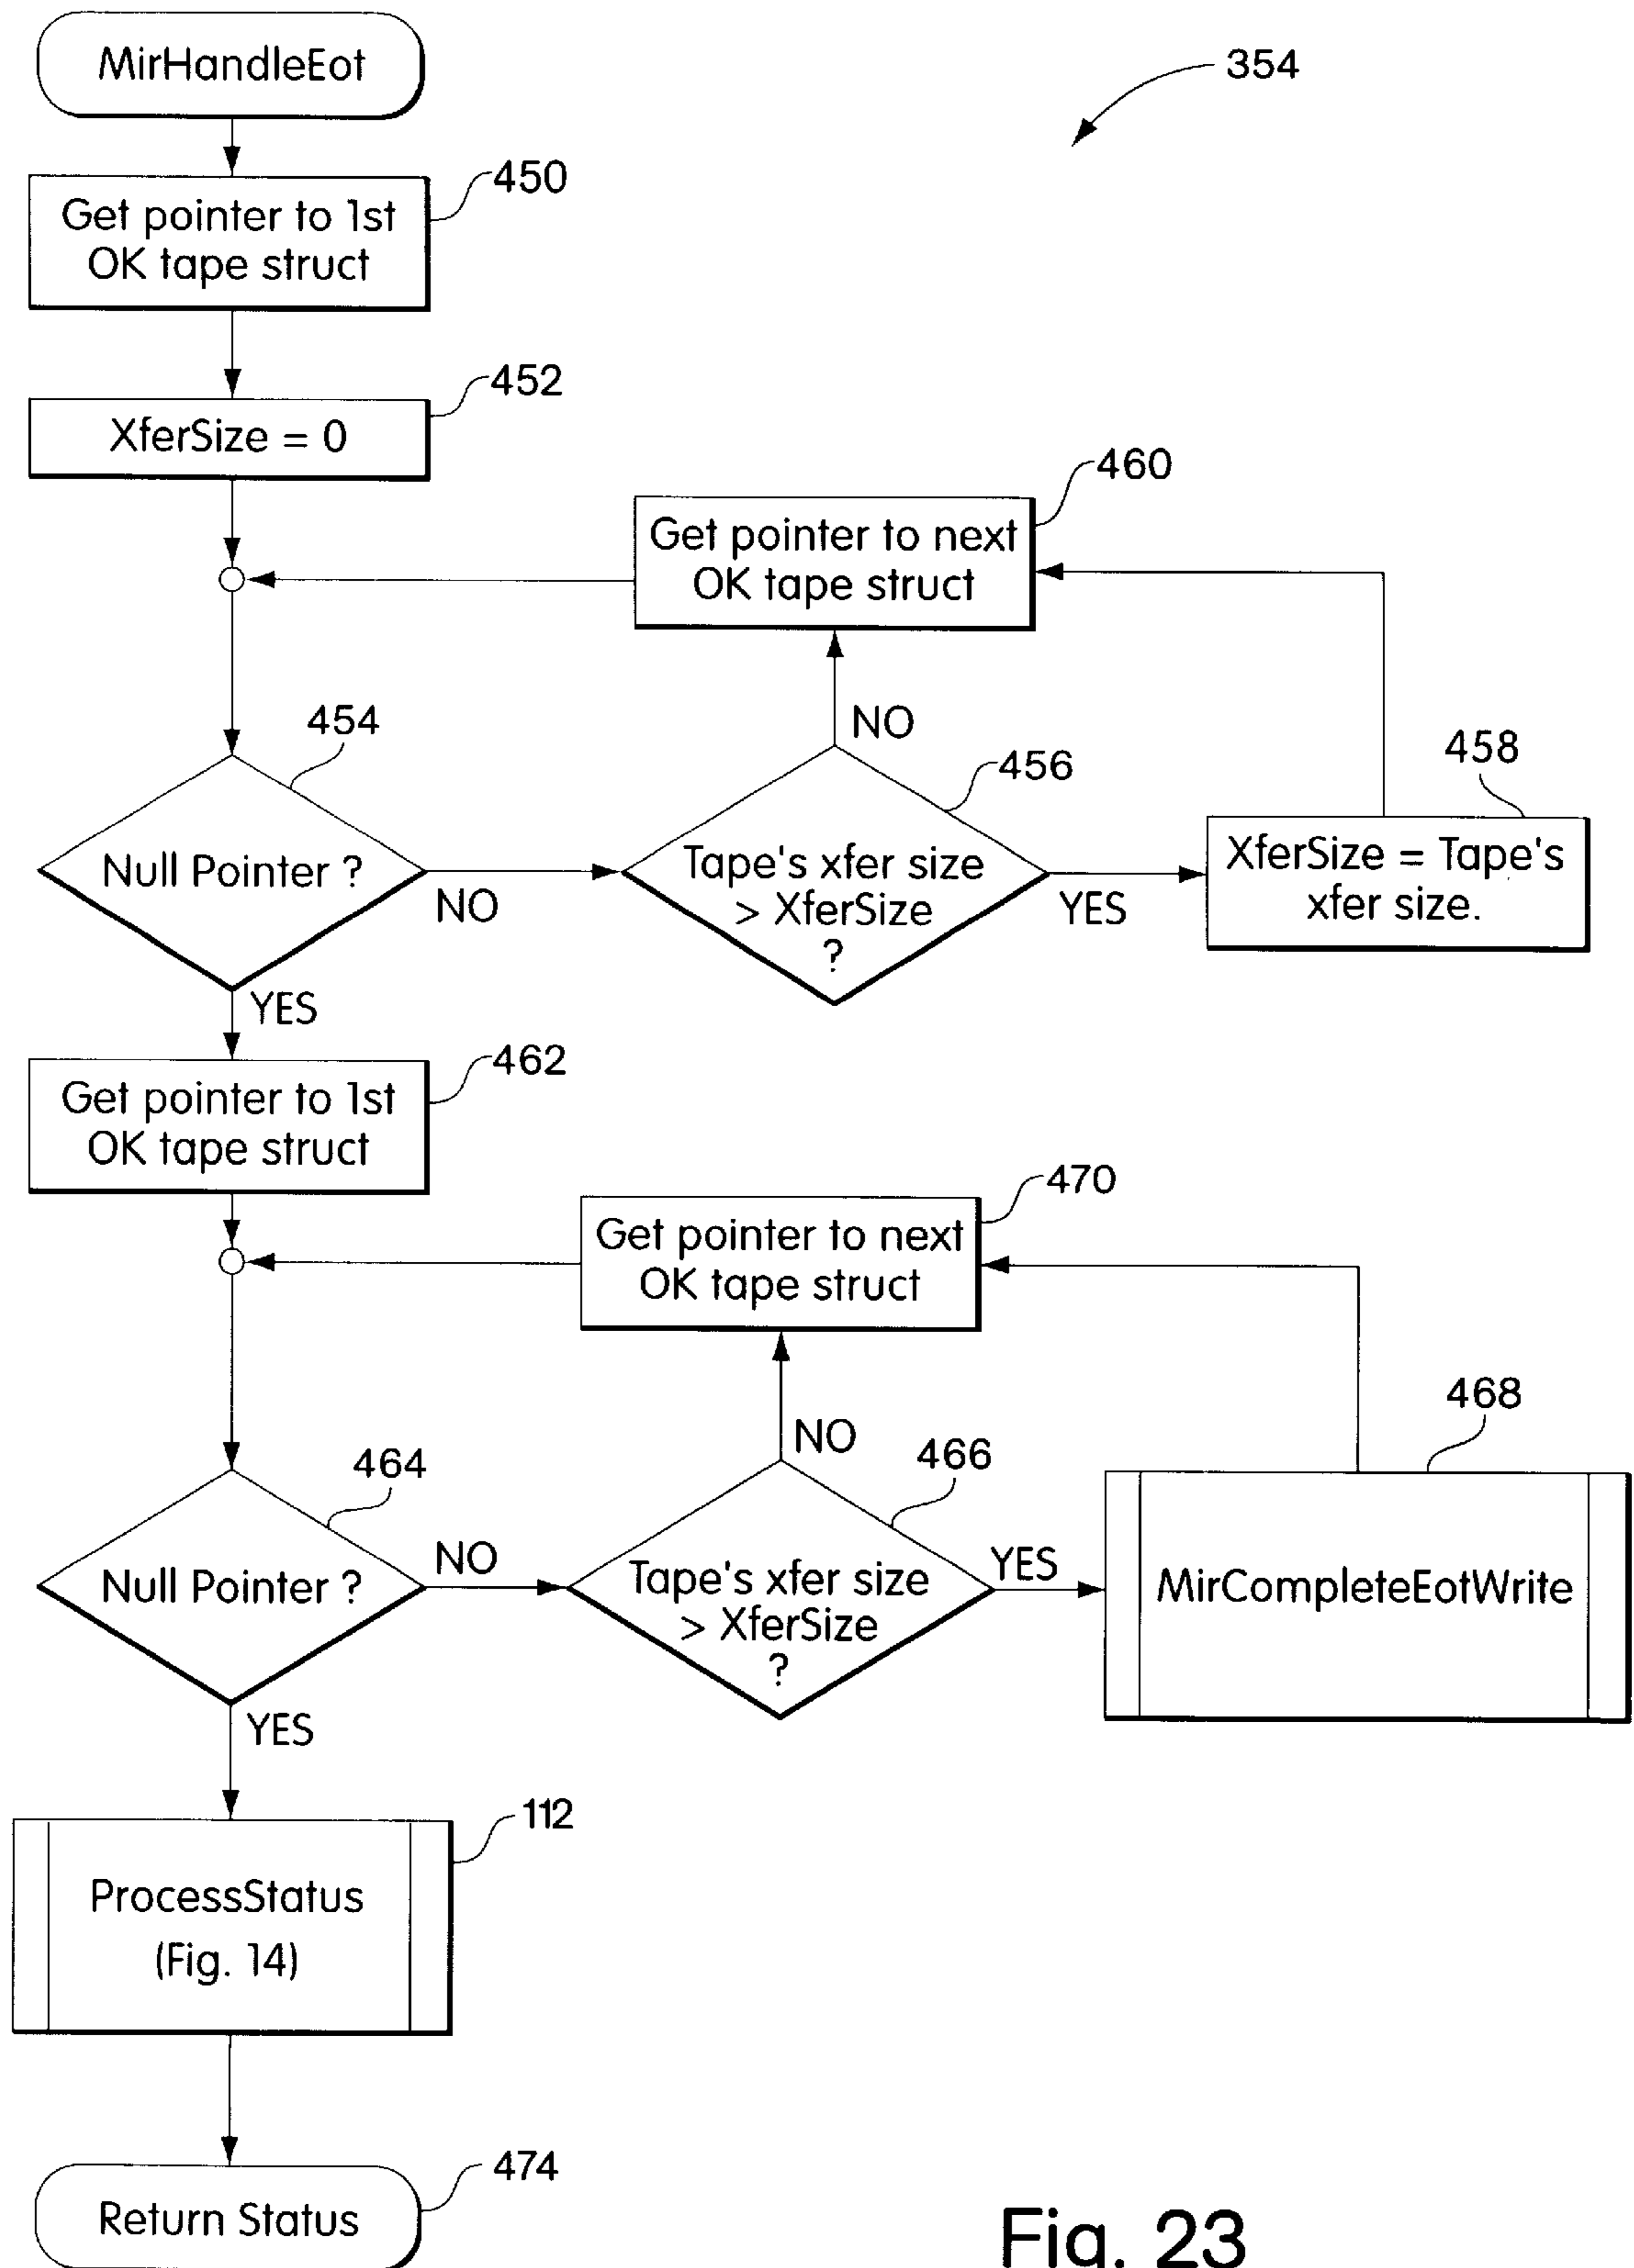 MirHandleEot
354
450
Get pointer to 1st
OK tape struct
452
XferSize = 0
460
Get pointer to next
OK tape struct
454
NO
456
458
Null Pointer ?
NO
Tape's xfer size
> XferSize
?
YES
XferSize = Tape's
xfer size.
YES
462
Get pointer to 1st
OK tape struct
470
Get pointer to next
OK tape struct
468
464
NO
466
Null Pointer ?
NO
Tape's xfer size
> XferSize
?
YES
MirCompleteEotWrite
YES
112
ProcessStatus
(Fig. 14)
474
Return Status
Fig. 23